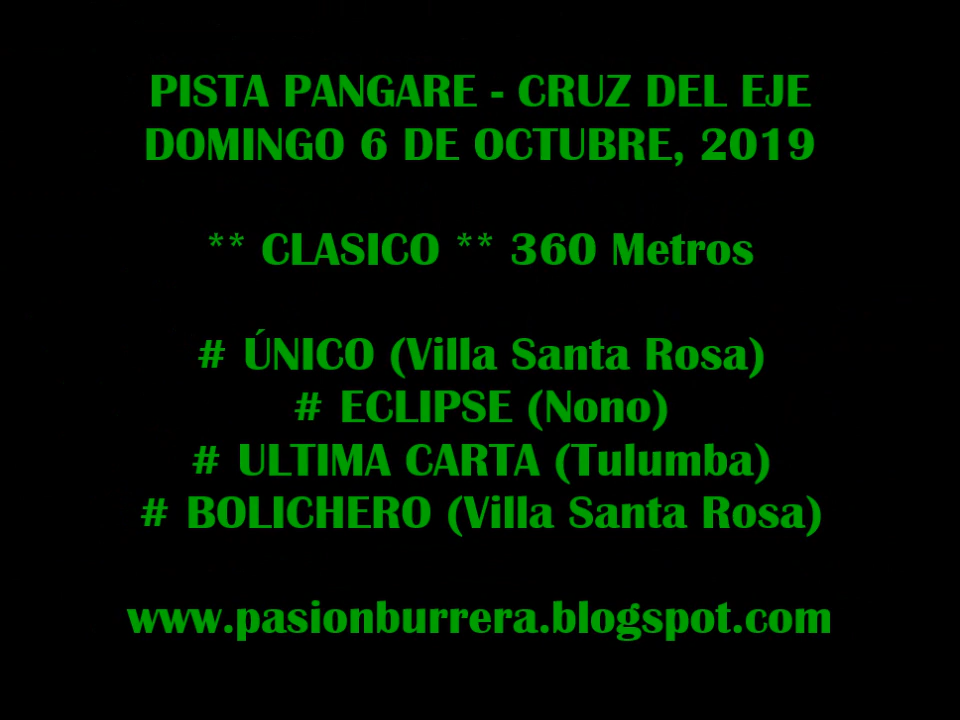 PISTA PANGARE - CRUZ DEL EJE
DOMINGO 6 DE OCTUBRE, 2019
** CLASICO ** 360 Metros
# ÚNICO (Villa Santa Rosa)
# ECLIPSE (Nono)
# ULTIMA CARTA (Tulumba)
# BOLICHERO (Villa Santa Rosa)
www.pasionburrera.blogspot.com